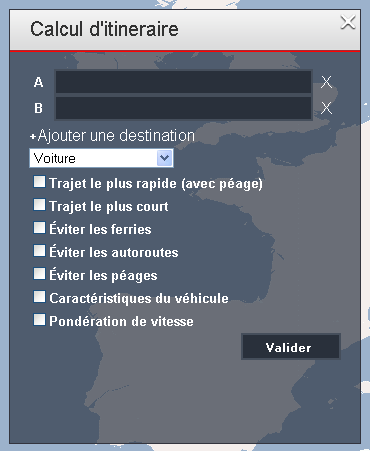 Calcul d'itineraire
A X
B X
+Ajouter une destination
Voiture
Trajet le plus rapide (avec péage)
Trajet le plus court
Éviter les ferries
Éviter les autoroutes
Éviter les péages
Caractéristiques du véhicule
Pondération de vitesse
Valider